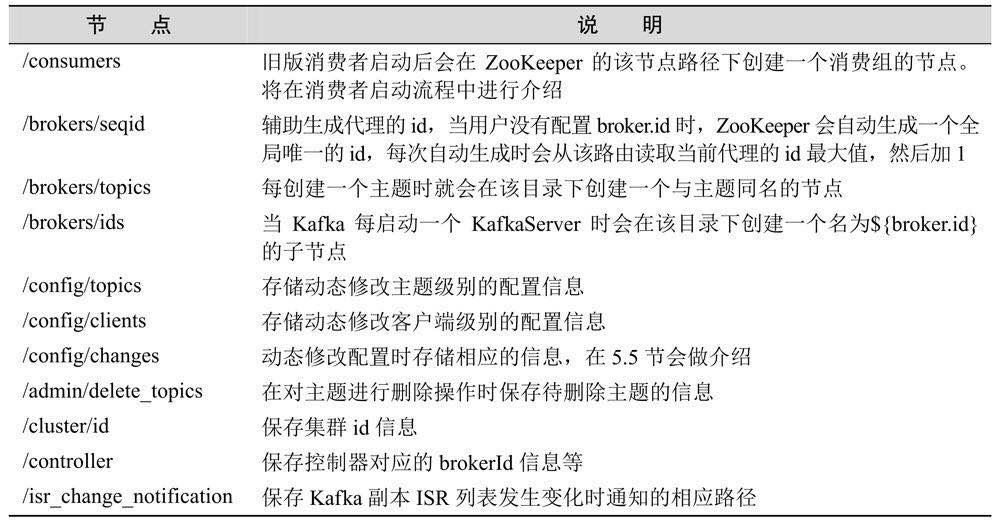 节 点 说 明
/consumers 旧版消费者启动后会在 ZooKeeper 的该节点路径下创建一个消费组的节点。
将在消费者启动流程中进行介绍
/brokers/seqid 辅助生成代理的 id，当用户没有配置 broker.id 时，ZooKeeper 会自动生成一个全
局唯一的 id，每次自动生成时会从该路由读取当前代理的 id 最大值，然后加 1
/brokers/topics 每创建一个主题时就会在该目录下创建一个与主题同名的节点
/brokers/ids 当 Kafka 每启动一个 KafkaServer 时会在该目录下创建一个名为${broker.id}
的子节点
/config/topics 存储动态修改主题级别的配置信息
/config/clients 存储动态修改客户端级别的配置信息
/config/changes 动态修改配置时存储相应的信息，在 5.5 节会做介绍
/admin/delete_topics 在对主题进行删除操作时保存待删除主题的信息
/cluster/id 保存集群 id 信息
/controller 保存控制器对应的 brokerId 信息等
/isr_change_notification 保存 Kafka 副本 ISR 列表发生变化时通知的相应路径